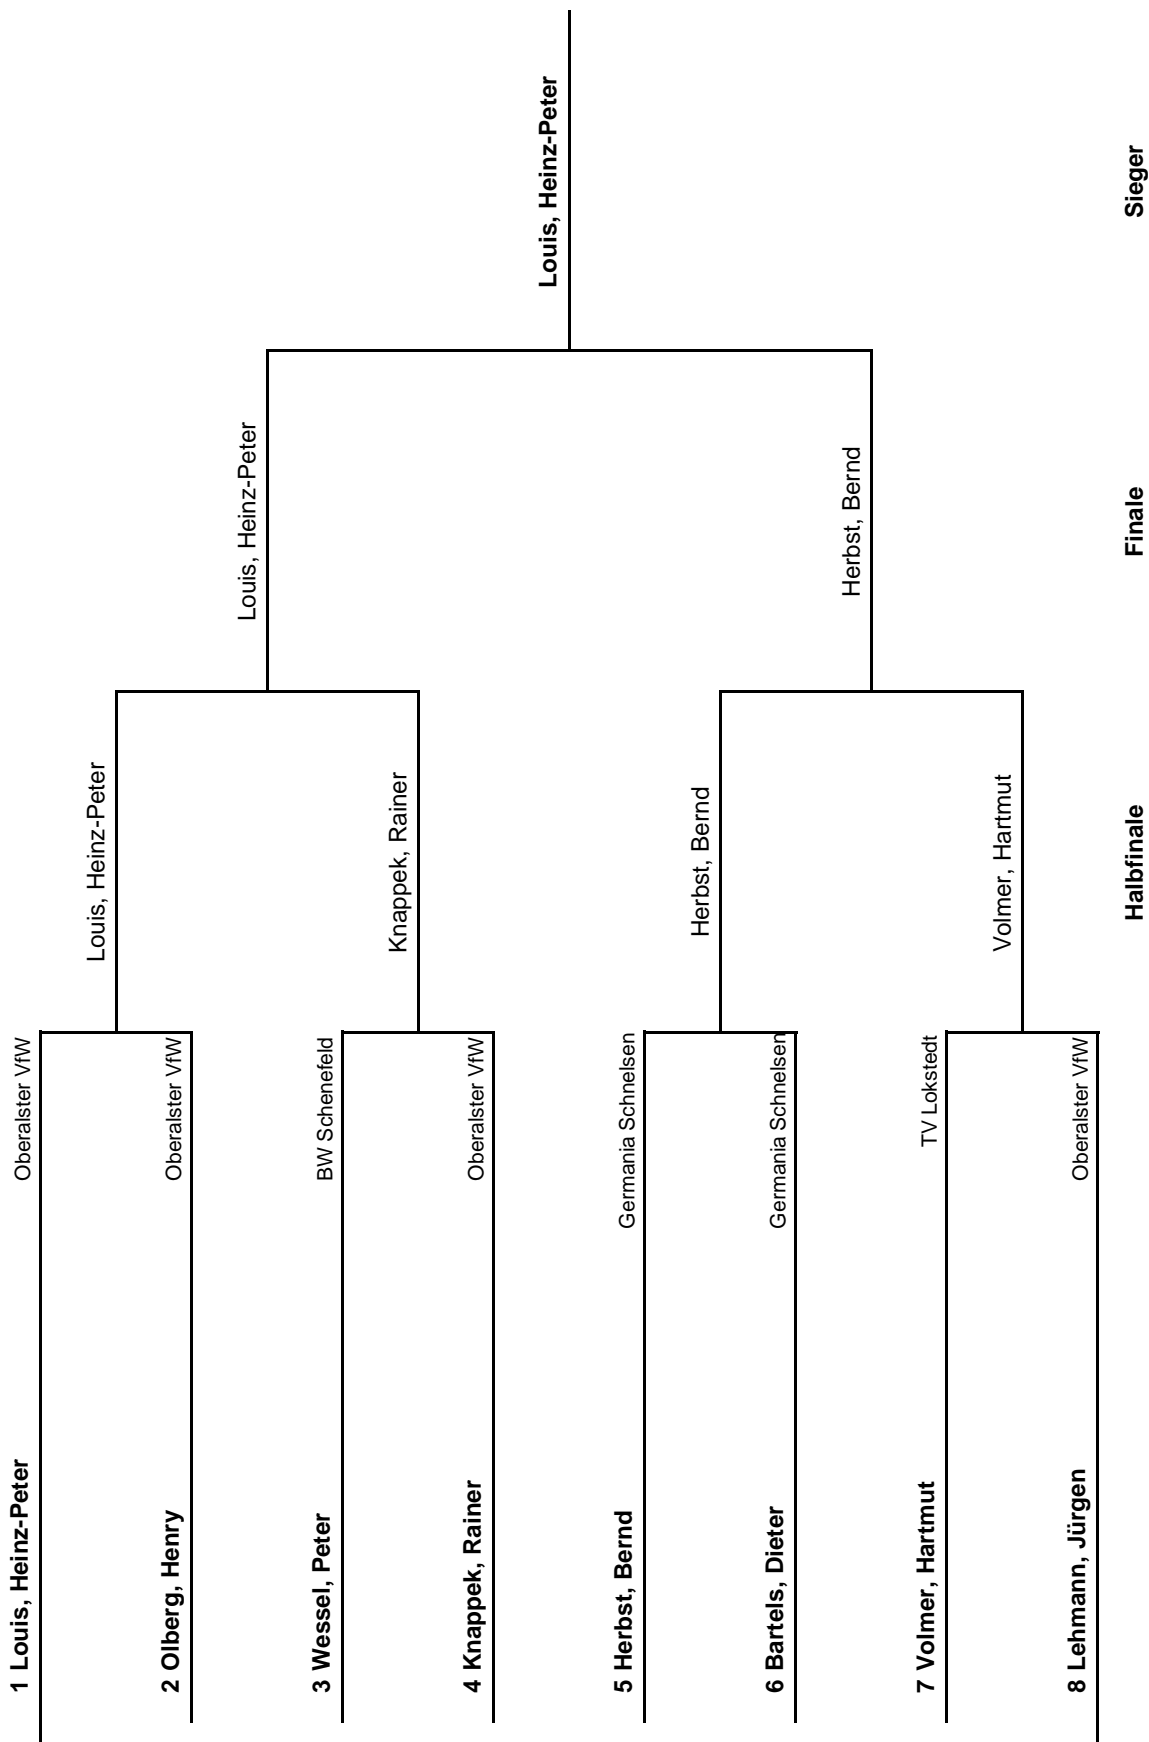 1 Louis, Heinz-Peter
Oberalster VfW
Louis, Heinz-Peter
2 Olberg, Henry
Oberalster VfW
Louis, Heinz-Peter
3 Wessel, Peter
BW Schenefeld
Knappek, Rainer
4 Knappek, Rainer
Oberalster VfW
Louis, Heinz-Peter
5 Herbst, Bernd
Germania Schnelsen
Herbst, Bernd
6 Bartels, Dieter
Germania Schnelsen
Herbst, Bernd
7 Volmer, Hartmut
TV Lokstedt
Volmer, Hartmut
8 Lehmann, Jürgen
Oberalster VfW
Halbfinale
Finale
Sieger